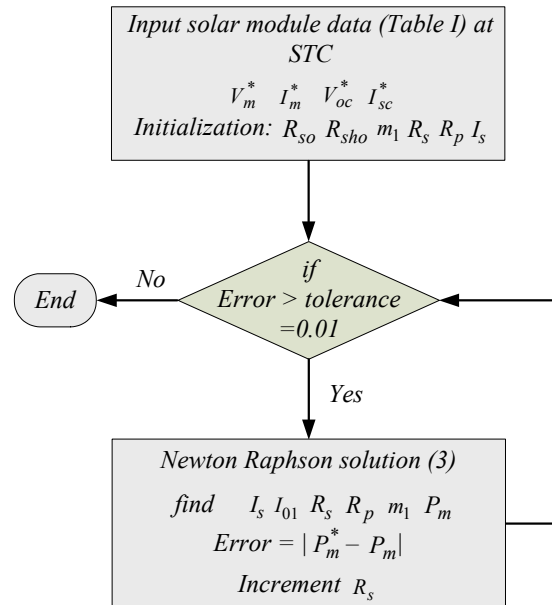 Input solar module data (Table I) at
STC
V*m I*m V*oc I*sc
Initialization: Rso Rsho m1 Rs Rp Is
if
Error > tolerance
=0.01
No
End
Yes
Newton Raphson solution (3)
find Is I01 Rs Rp m1 Pm
Error = | P*m − Pm|
Increment Rs